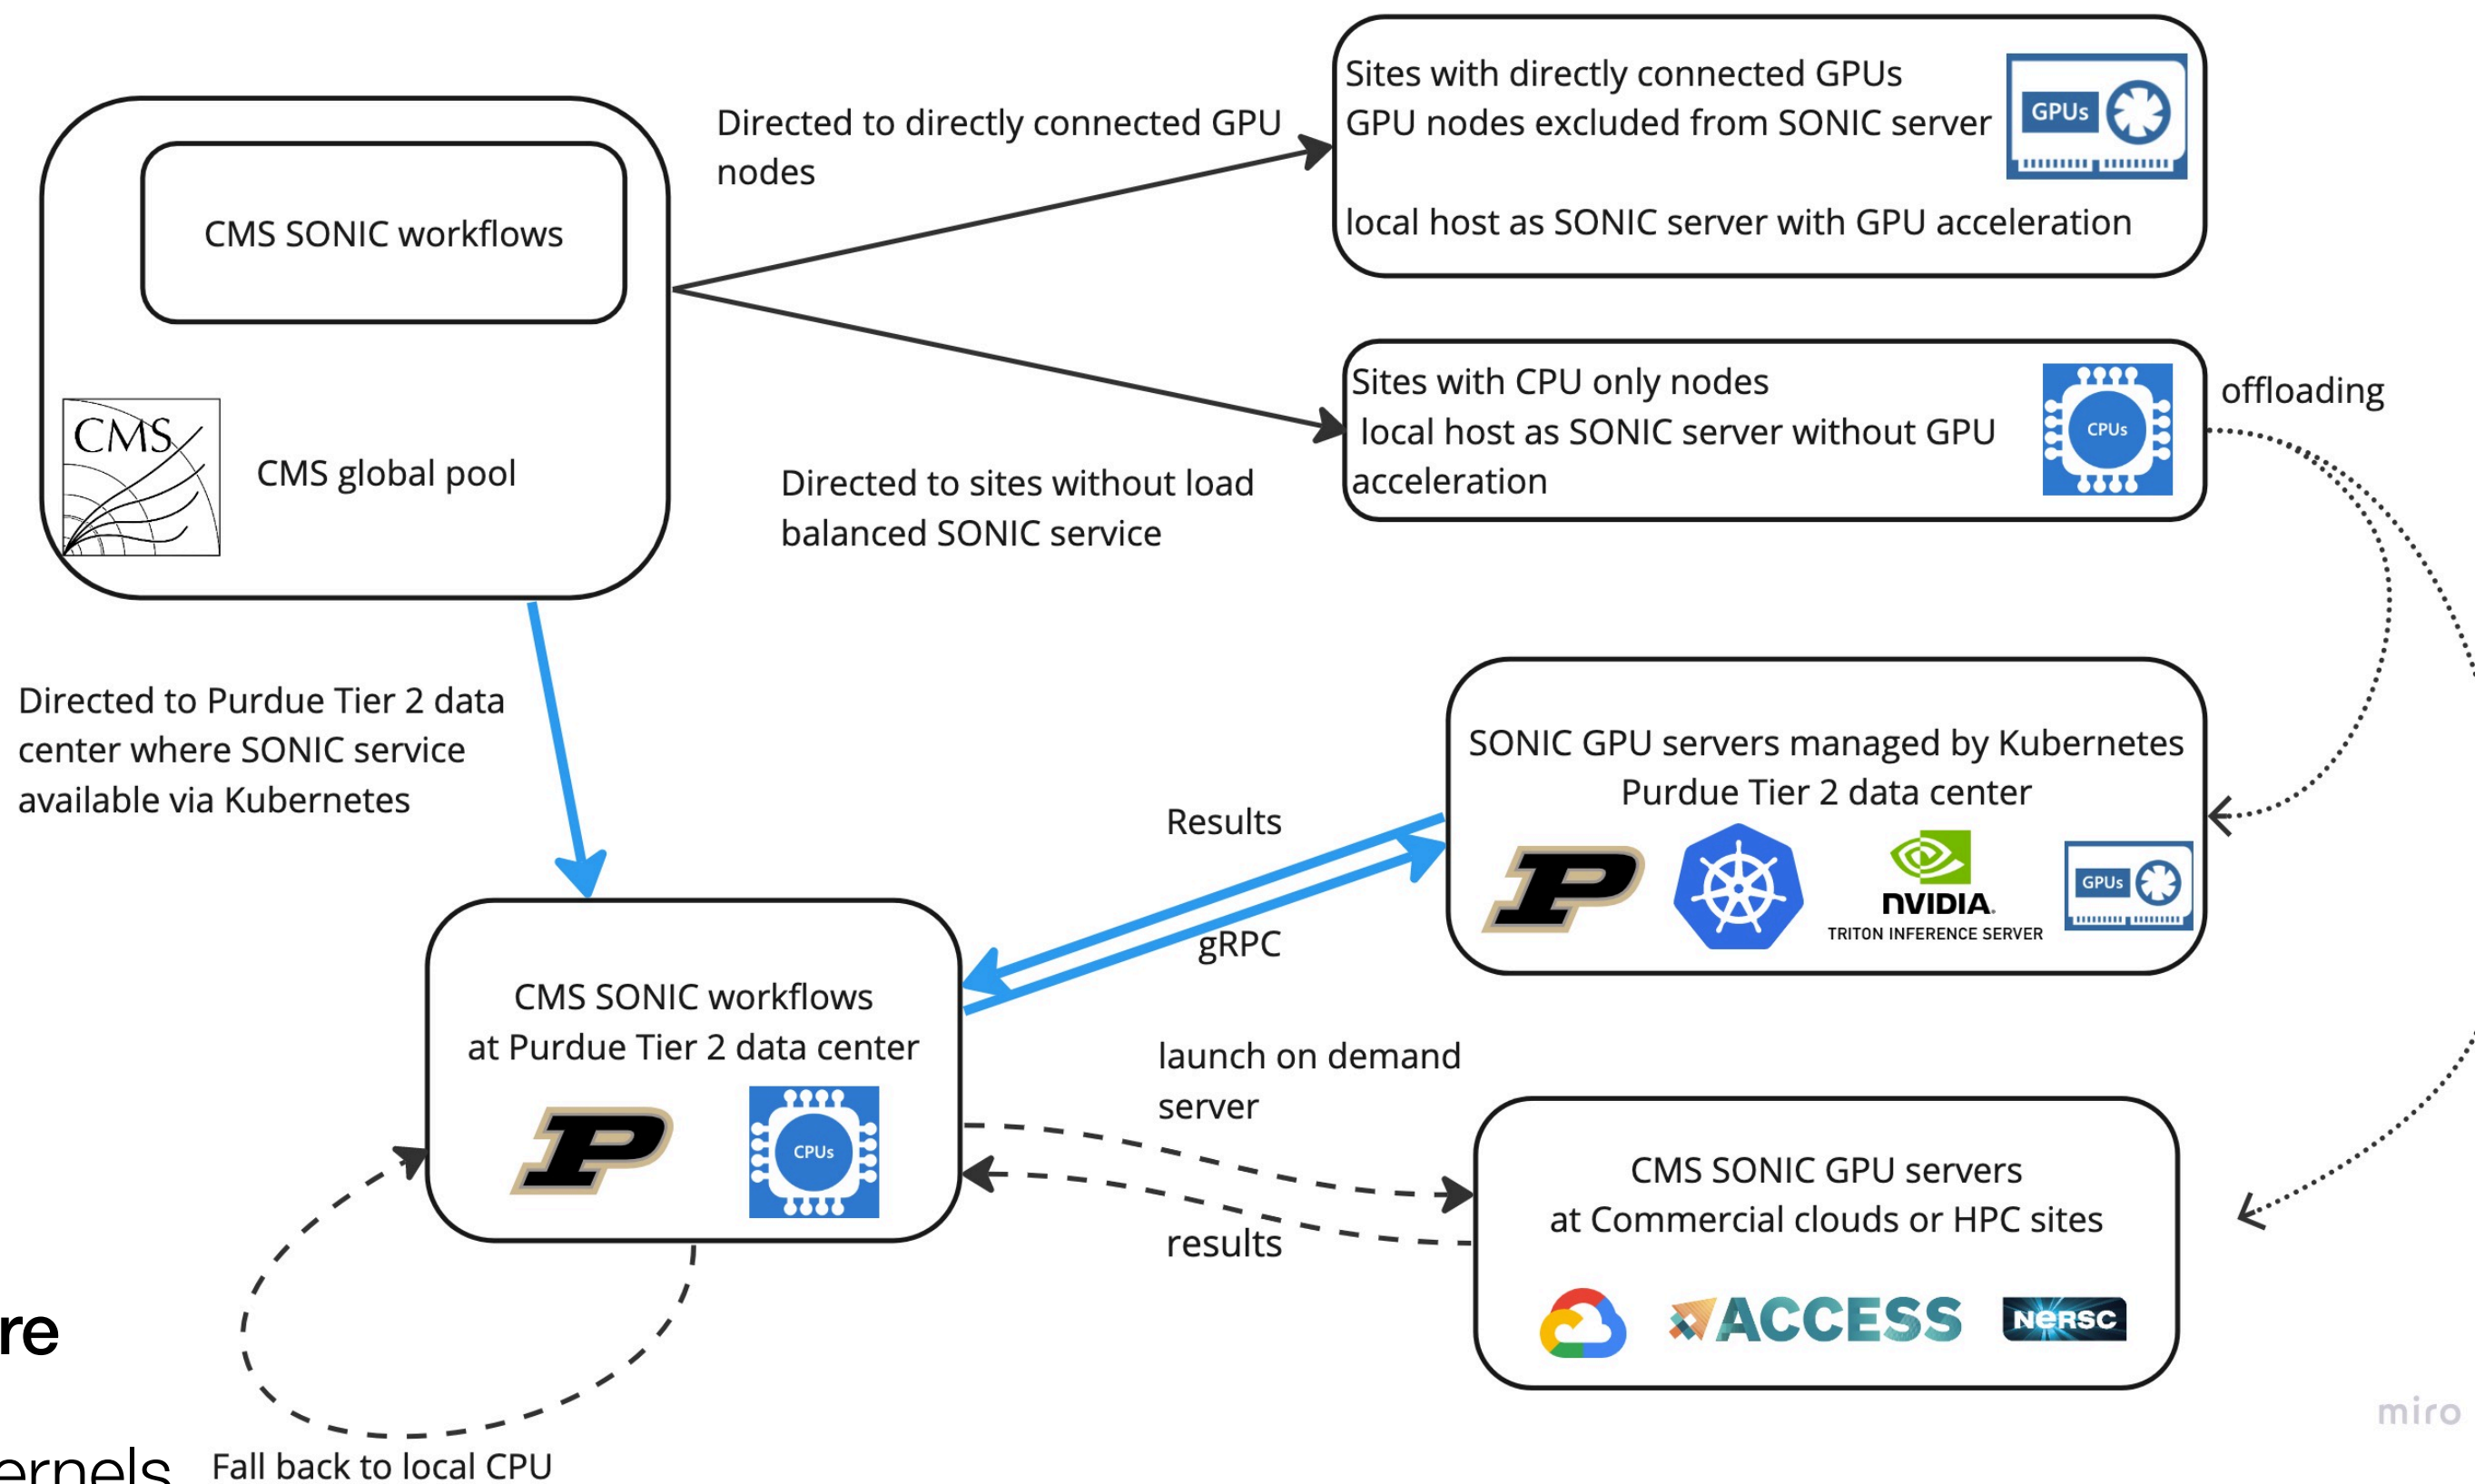 Sites with directly connected GPUs
GPU nodes excluded from SONIC server
GPUs
local host as SONIC server with GPU acceleration
Directed to directly connected GPU
nodes
CMS SONIC workflows
CMS
CMS global pool
Sites with CPU only nodes
local host as SONIC server without GPU
acceleration
CPUs
offloading
Directed to sites without load
balanced SONIC service
Directed to Purdue Tier 2 data
center where SONIC service
available via Kubernetes
SONIC GPU servers managed by Kubernetes
Purdue Tier 2 data center
P
NVIDIA.
TRITON INFERENCE SERVER
GPUs
Results
gRPC
CMS SONIC workflows
at Purdue Tier 2 data center
P
CPUs
launch on demand
server
results
CMS SONIC GPU servers
at Commercial clouds or HPC sites
ACCESS
NERSC
re
ernels
Fall back to local CPU
miro